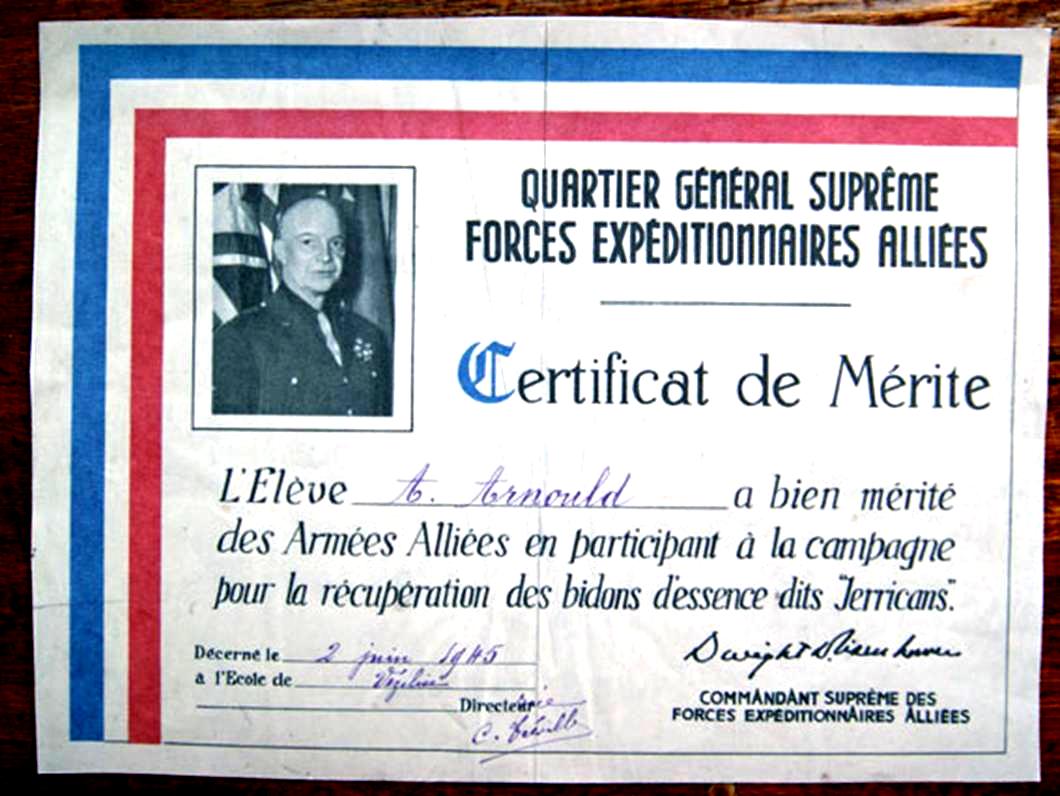 QUARTIER GÉNÉRAL SUPRÊME
FORCES EXPÉDITIONNAIRES ALLIÉES
Certificat de Mérite
L'Elève A. Arnould a bien mérité
des Armées Alliées en participant à la campagne
pour la récupération des bidons d'essence dits "Jerricans".
Décerné le 2 juin 1945
a l'Ecole de
Directeur
C.
Dwight D. Eisenhower
COMMANDANT SUPRÊME DES
FORCES EXPÉDITIONNAIRES ALLIÉES